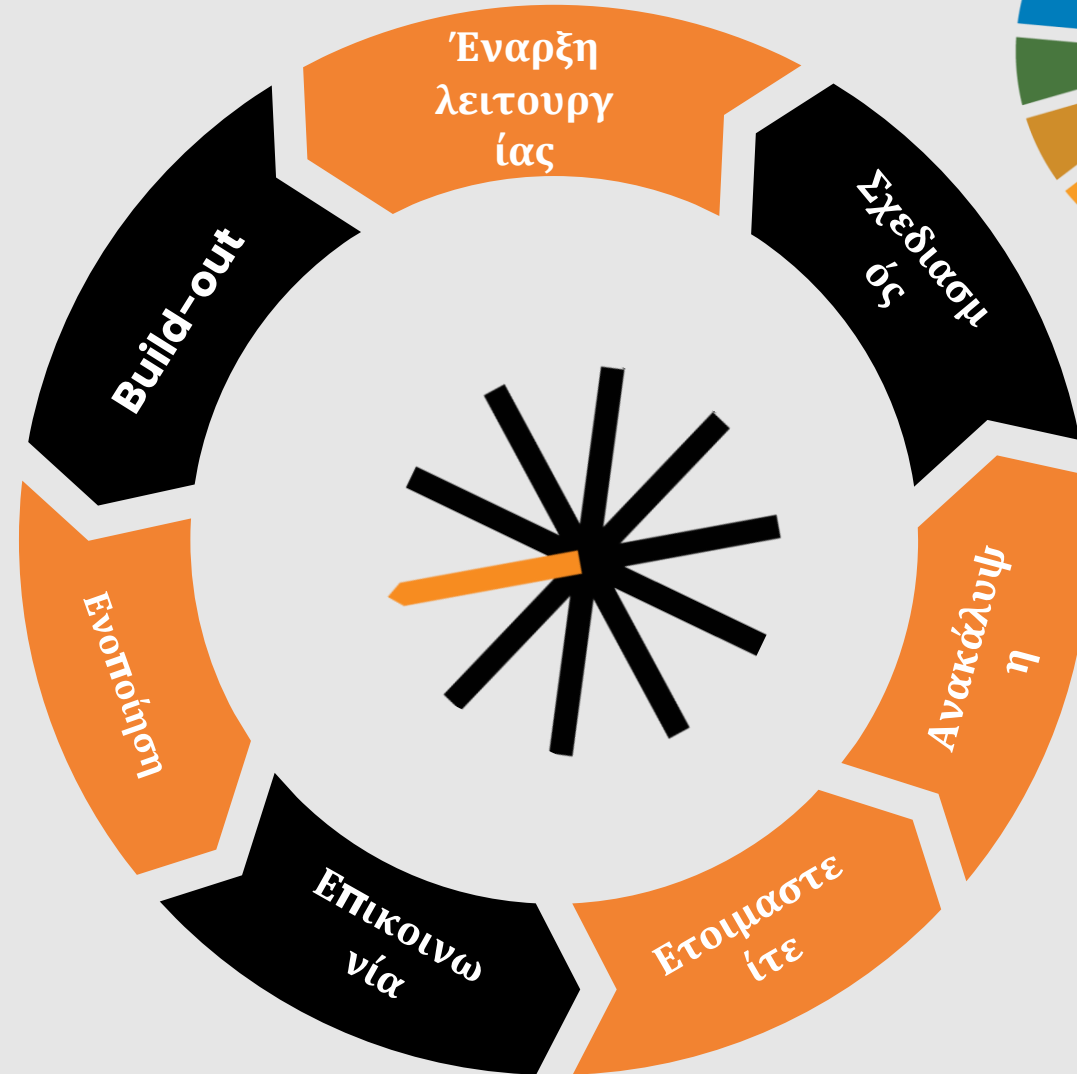 Έναρξη
λειτουργ
ίας
Σχεδιασμ
ός
Ανακάλυψ
η
Ετοιμαστε
ίτε
Επικοινω
νία
Ενοποίηση
Build-out